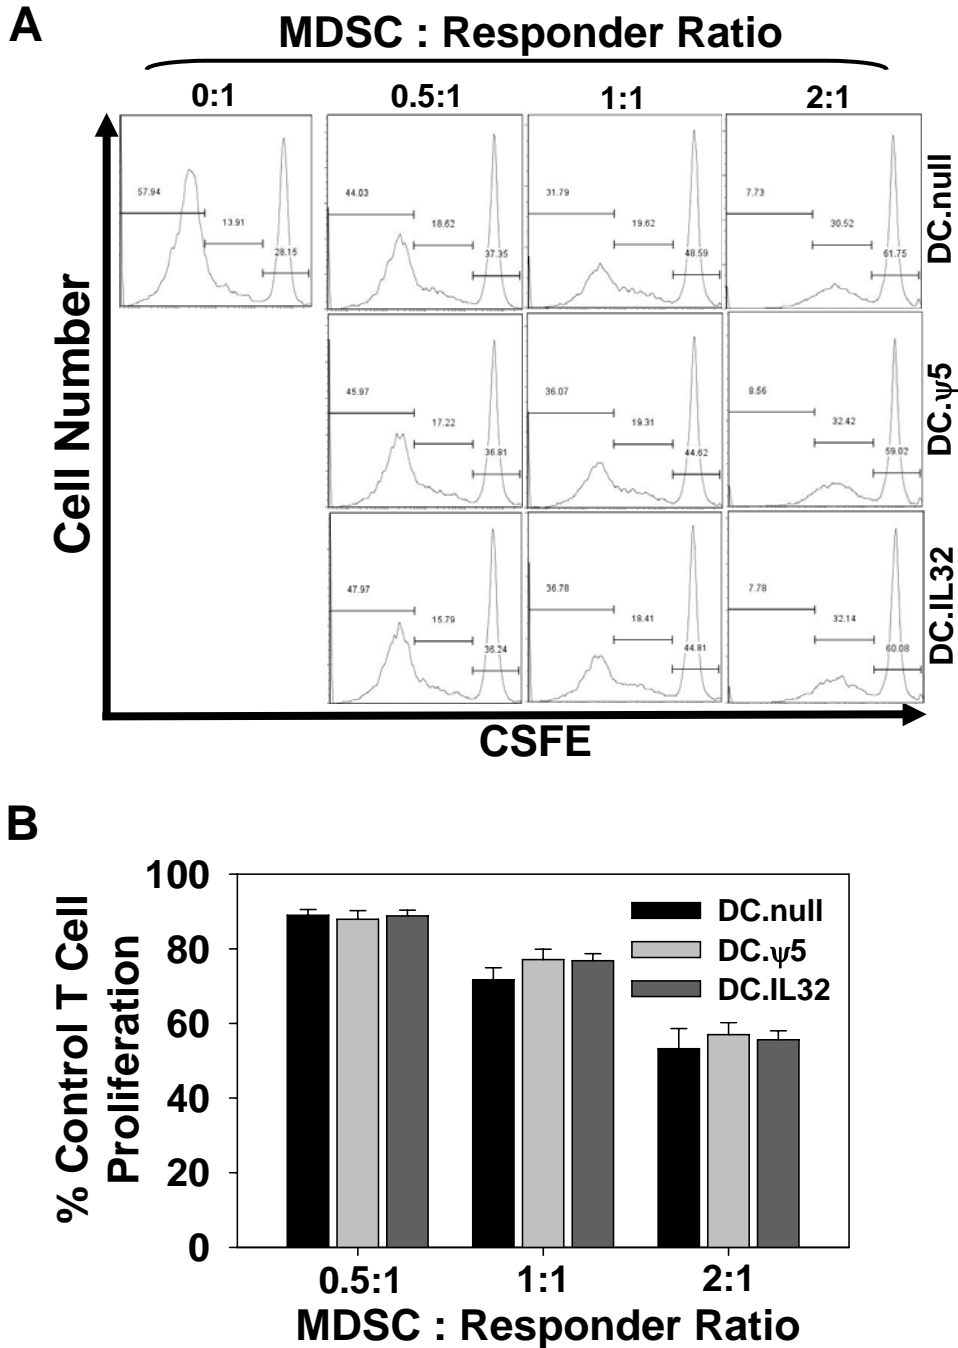 A
MDSC : Responder Ratio
0:1 0.5:1 1:1 2:1
57.94 13.91 28.15
44.03 18.62 37.35
31.79 19.62 48.59
7.73 30.52 61.75
DC.null
45.97 17.22 36.81
36.07 19.31 44.62
8.56 32.42 59.02
DC.ψ5
47.97 15.79 36.24
36.78 18.41 44.81
7.78 32.14 60.08
DC.IL32
Cell Number
CSFE
B
100
80
60
40
20
0
% Control T Cell
Proliferation
DC.null
DC.ψ5
DC.IL32
0.5:1 1:1 2:1
MDSC : Responder Ratio